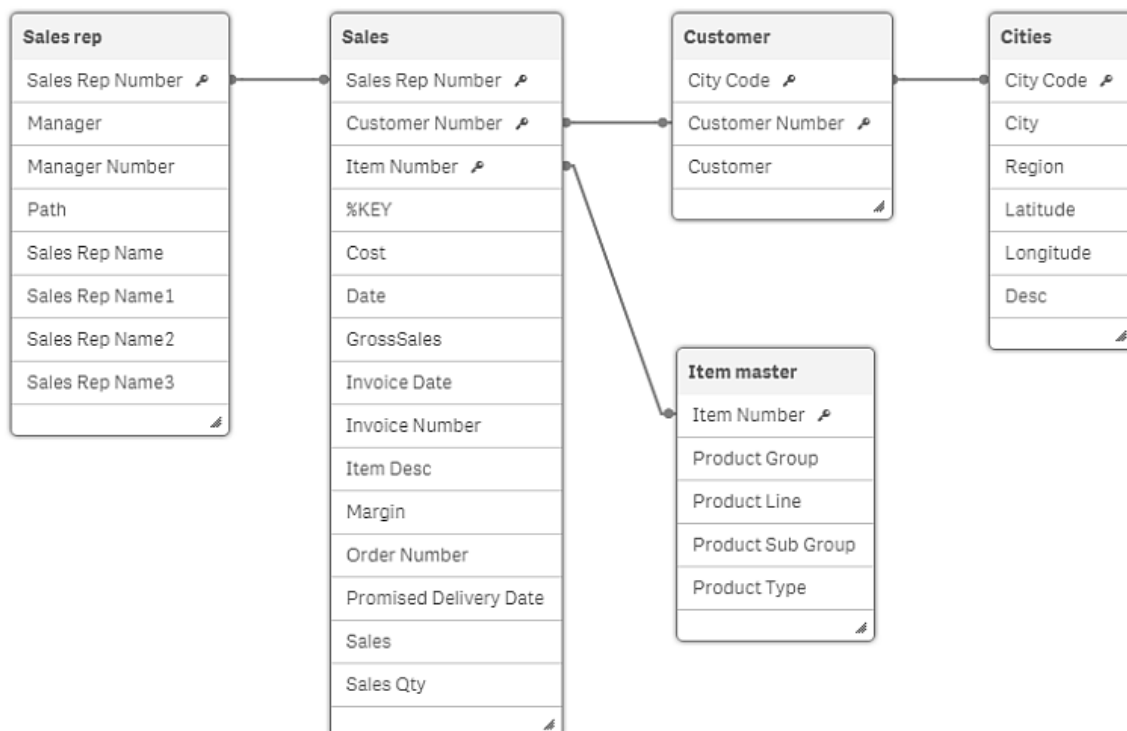 Sales rep
Sales Rep Number
Manager
Manager Number
Path
Sales Rep Name
Sales Rep Name1
Sales Rep Name2
Sales Rep Name3
Sales
Sales Rep Number
Customer Number
Item Number
%KEY
Cost
Date
GrossSales
Invoice Date
Invoice Number
Item Desc
Margin
Order Number
Promised Delivery Date
Sales
Sales Qty
Customer
City Code
Customer Number
Customer
Item master
Item Number
Product Group
Product Line
Product Sub Group
Product Type
Cities
City Code
City
Region
Latitude
Longitude
Desc